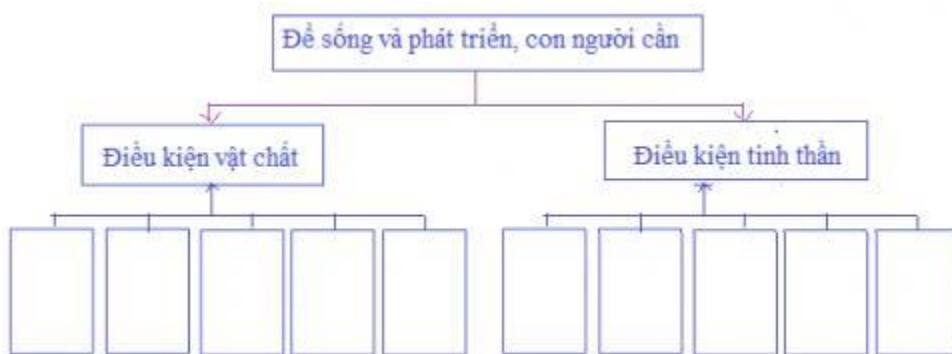 Để sống và phát triển, con người cần
Điều kiện vật chất
Điều kiện tinh thần